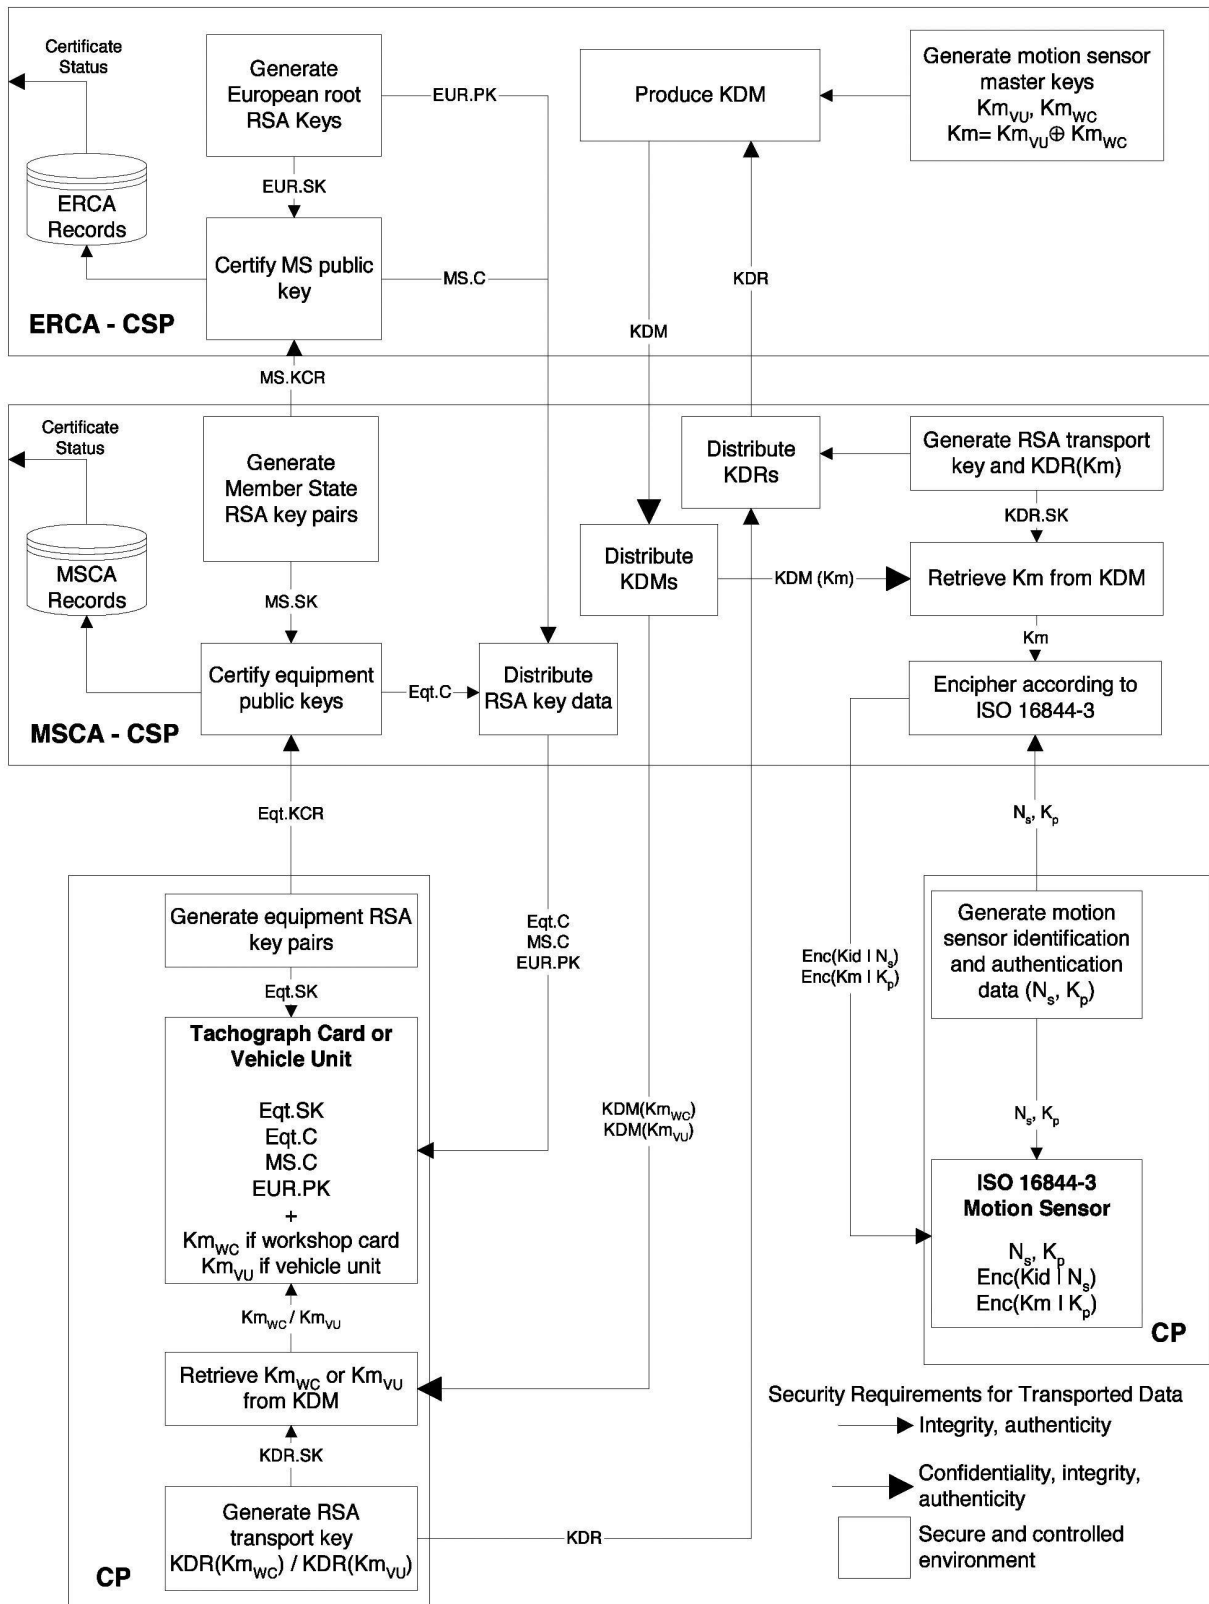 Certificate
Status
Generate
European root
RSA Keys
EUR.PK
Produce KDM
Generate motion sensor
master keys
Km_VU, Km_WC
Km= Km_VU ⊕ Km_WC
EUR.SK
ERCA
Records
Certify MS public
key
MS.C
KDR
KDM
ERCA - CSP
MS.KCR
Certificate
Status
Generate
Member State
RSA key pairs
Distribute
KDRs
Generate RSA transport
key and KDR(Km)
KDR.SK
MSCA
Records
Distribute
KDMs
KDM (Km)
Retrieve Km from KDM
MS.SK
Km
Certify equipment
public keys
Eqt.C
Distribute
RSA key data
Encipher according to
ISO 16844-3
MSCA - CSP
Eqt.KCR
N_s, K_p
Generate equipment RSA
key pairs
Eqt.SK
Eqt.C
MS.C
EUR.PK
Enc(Kid | N_s)
Enc(Km | K_p)
Generate motion
sensor identification
and authentication
data (N_s, K_p)
Tachograph Card or
Vehicle Unit
Eqt.SK
Eqt.C
MS.C
EUR.PK
+
Km_WC if workshop card
Km_VU if vehicle unit
KDM(Km_WC)
KDM(Km_VU)
N_s, K_p
ISO 16844-3
Motion Sensor
N_s, K_p
Enc(Kid | N_s)
Enc(Km | K_p)
CP
Km_WC / Km_VU
Retrieve Km_WC or Km_VU
from KDM
KDR.SK
Generate RSA
transport key
KDR(Km_WC) / KDR(Km_VU)
KDR
CP
Security Requirements for Transported Data
Integrity, authenticity
Confidentiality, integrity,
authenticity
Secure and controlled
environment